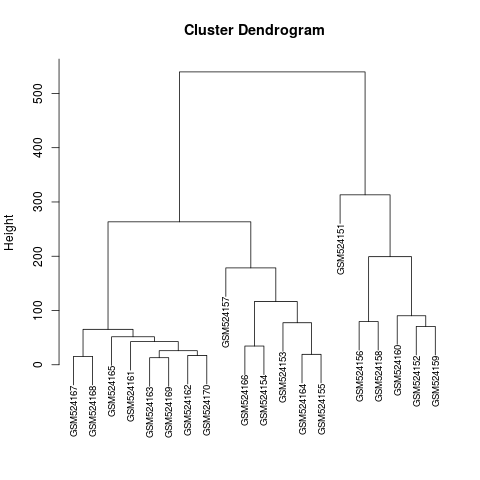 Cluster Dendrogram
Height
500
400
300
200
100
0
GSM524167
GSM524168
GSM524165
GSM524161
GSM524163
GSM524169
GSM524162
GSM524170
GSM524157
GSM524166
GSM524154
GSM524153
GSM524164
GSM524155
GSM524151
GSM524156
GSM524158
GSM524160
GSM524152
GSM524159